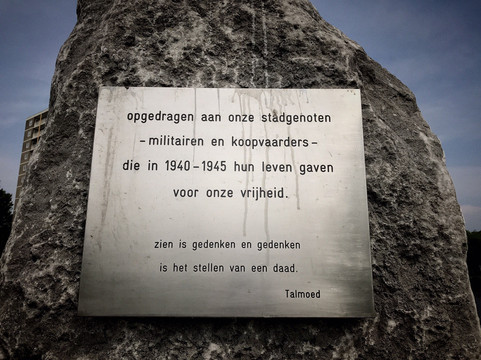 opgedragen aan onze stadgenoten
– militairen en koopvaarders –
die in 1940 – 1945 hun leven gaven
voor onze vrijheid.
zien is gedenken en gedenken
is het stellen van een daad.
Talmoed